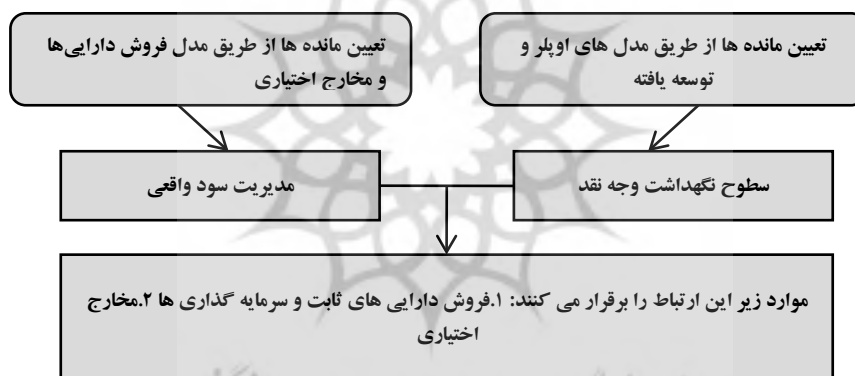 تعیین مانده ها از طریق مدل های اوپلر و
توسعه یافته
تعیین مانده ها از طریق مدل فروش دارایی‌ها
و مخارج اختیاری
سطوح نگهداشت وجه نقد
مدیریت سود واقعی
موارد زیر این ارتباط را برقرار می کنند: ۱.فروش دارایی های ثابت و سرمایه گذاری ها ۲.مخارج
اختیاری